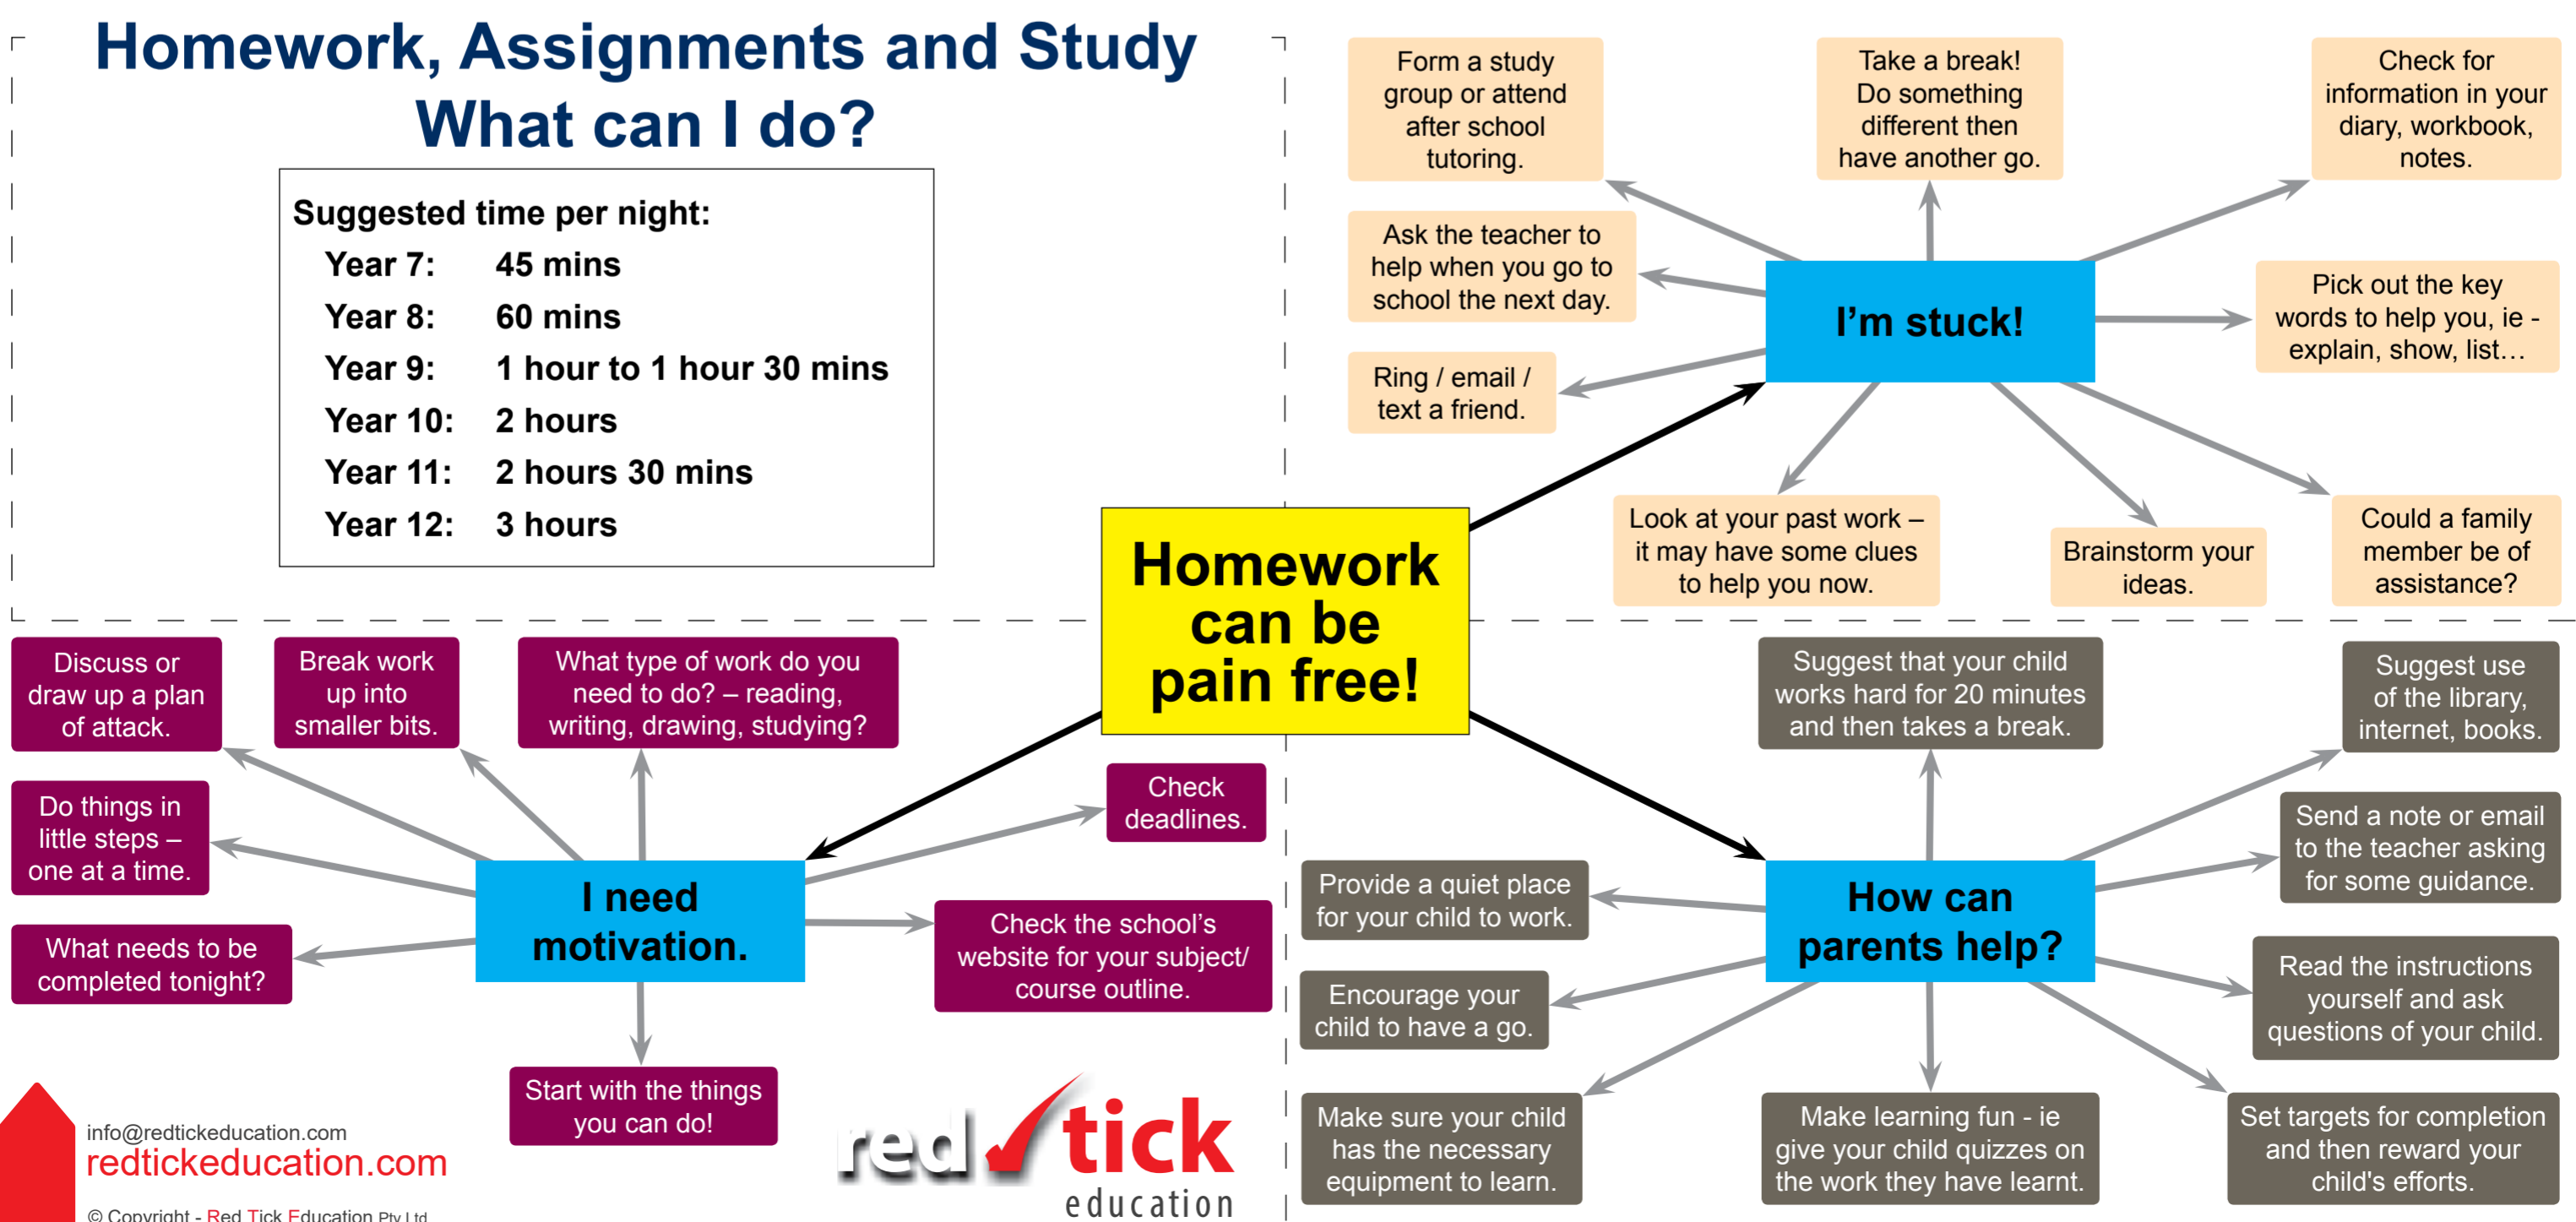 Homework, Assignments and Study
What can I do?
Suggested time per night:
Year 7: 45 mins
Year 8: 60 mins
Year 9: 1 hour to 1 hour 30 mins
Year 10: 2 hours
Year 11: 2 hours 30 mins
Year 12: 3 hours
Form a study
group or attend
after school
tutoring.
Take a break!
Do something
different then
have another go.
Check for
information in your
diary, workbook,
notes.
Ask the teacher to
help when you go to
school the next day.
I'm stuck!
Pick out the key
words to help you, ie -
explain, show, list…
Ring / email /
text a friend.
Look at your past work –
it may have some clues
to help you now.
Brainstorm your
ideas.
Could a family
member be of
assistance?
Homework
can be
pain free!
Discuss or
draw up a plan
of attack.
Break work
up into
smaller bits.
What type of work do you
need to do? – reading,
writing, drawing, studying?
Check
deadlines.
Do things in
little steps –
one at a time.
I need
motivation.
What needs to be
completed tonight?
Check the school's
website for your subject/
course outline.
Start with the things
you can do!
Suggest that your child
works hard for 20 minutes
and then takes a break.
Suggest use
of the library,
internet, books.
Provide a quiet place
for your child to work.
How can
parents help?
Send a note or email
to the teacher asking
for some guidance.
Encourage your
child to have a go.
Read the instructions
yourself and ask
questions of your child.
Make sure your child
has the necessary
equipment to learn.
Make learning fun - ie
give your child quizzes on
the work they have learnt.
Set targets for completion
and then reward your
child's efforts.
info@redtickeducation.com
redtickeducation.com
© Copyright - Red Tick Education Pty Ltd
red tick
education